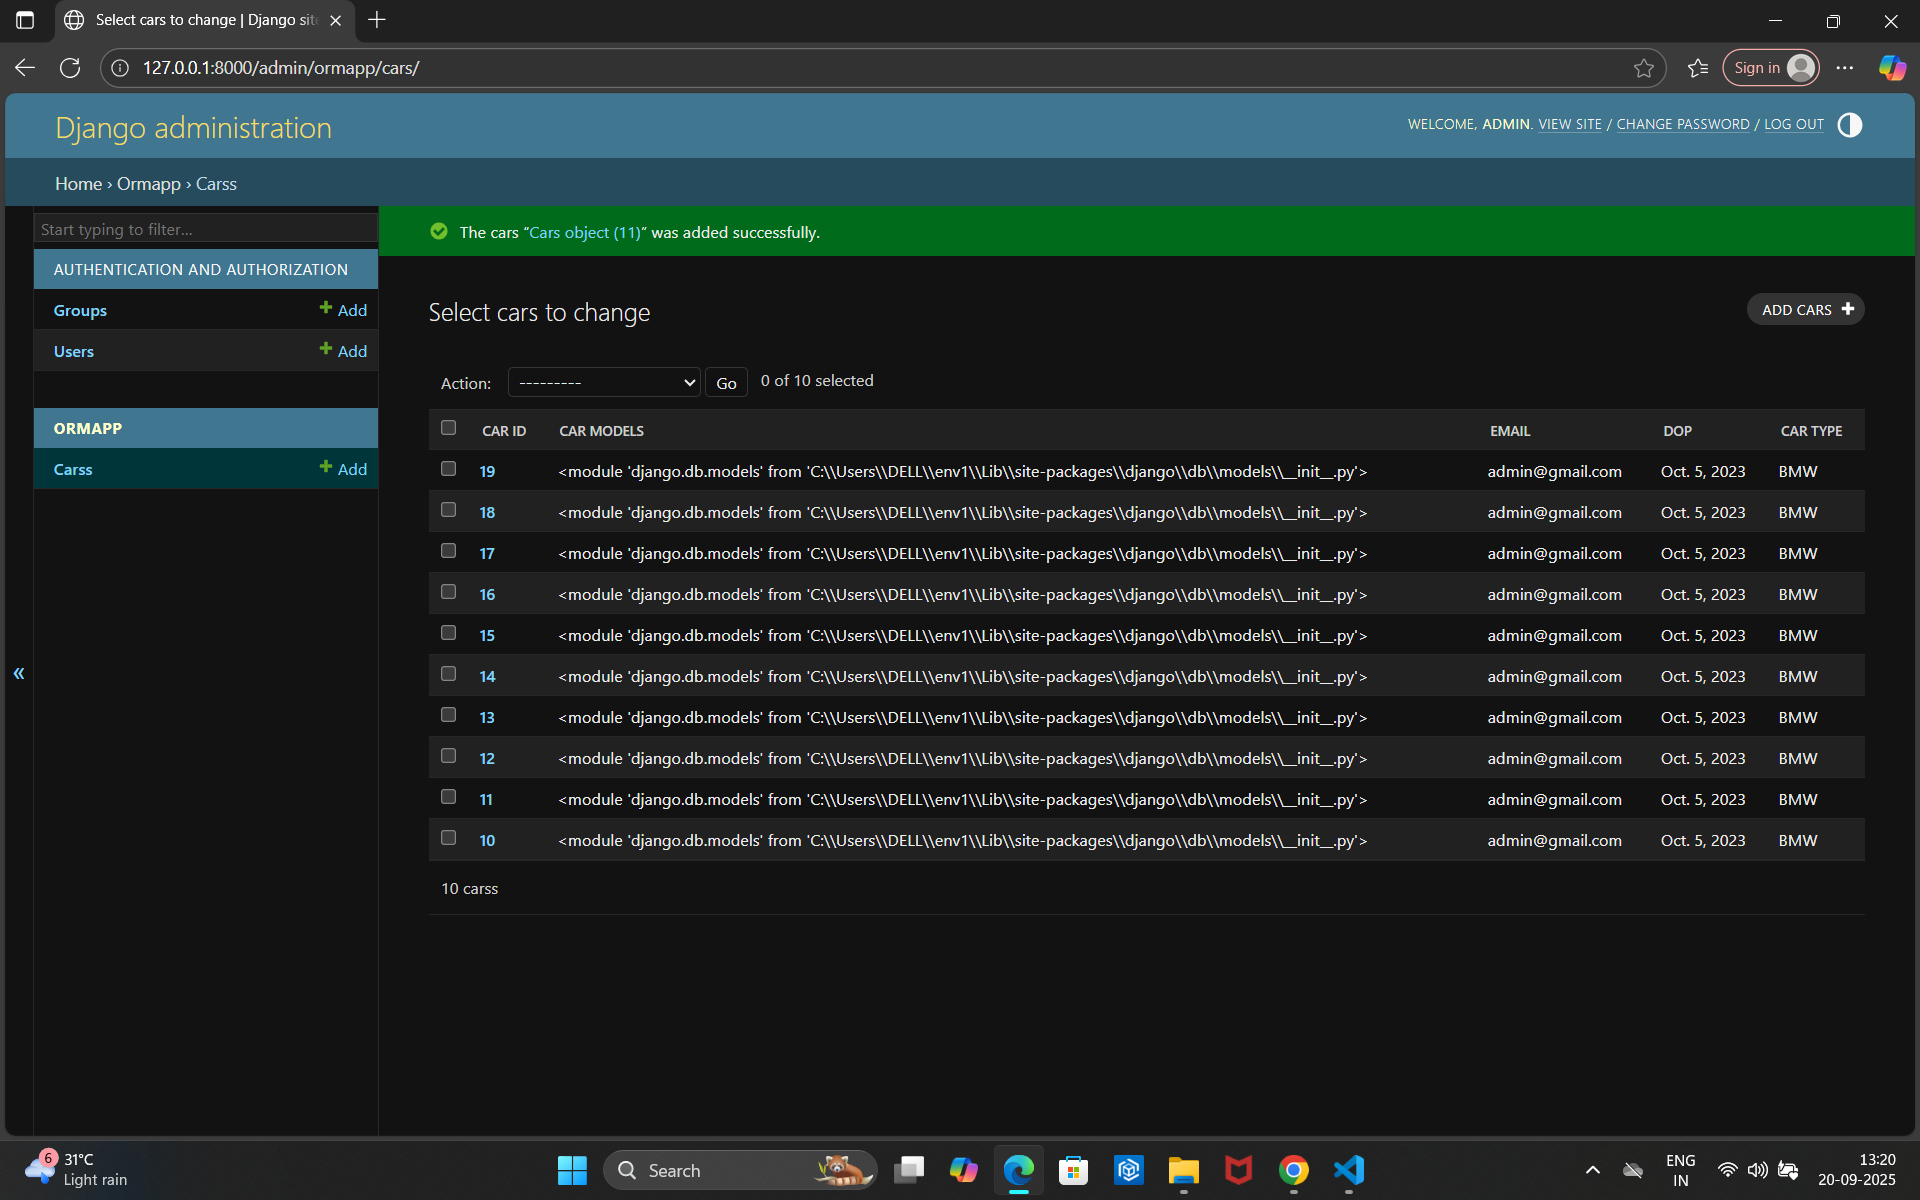 Select cars to change | Django sit
127.0.0.1:8000/admin/ormapp/cars/
Sign in
Django administration
WELCOME, ADMIN. VIEW SITE / CHANGE PASSWORD / LOG OUT
Home › Ormapp › Carss
Start typing to filter...
AUTHENTICATION AND AUTHORIZATION
Groups + Add
Users + Add
ORMAPP
Carss + Add
«
The cars “Cars object (11)” was added successfully.
Select cars to change
ADD CARS +
Action: --------- Go 0 of 10 selected
CAR ID CAR MODELS EMAIL DOP CAR TYPE
19 <module 'django.db.models' from 'C:\\Users\\DELL\\env1\\Lib\\site-packages\\django\\db\\models\\__init__.py'> admin@gmail.com Oct. 5, 2023 BMW
18 <module 'django.db.models' from 'C:\\Users\\DELL\\env1\\Lib\\site-packages\\django\\db\\models\\__init__.py'> admin@gmail.com Oct. 5, 2023 BMW
17 <module 'django.db.models' from 'C:\\Users\\DELL\\env1\\Lib\\site-packages\\django\\db\\models\\__init__.py'> admin@gmail.com Oct. 5, 2023 BMW
16 <module 'django.db.models' from 'C:\\Users\\DELL\\env1\\Lib\\site-packages\\django\\db\\models\\__init__.py'> admin@gmail.com Oct. 5, 2023 BMW
15 <module 'django.db.models' from 'C:\\Users\\DELL\\env1\\Lib\\site-packages\\django\\db\\models\\__init__.py'> admin@gmail.com Oct. 5, 2023 BMW
14 <module 'django.db.models' from 'C:\\Users\\DELL\\env1\\Lib\\site-packages\\django\\db\\models\\__init__.py'> admin@gmail.com Oct. 5, 2023 BMW
13 <module 'django.db.models' from 'C:\\Users\\DELL\\env1\\Lib\\site-packages\\django\\db\\models\\__init__.py'> admin@gmail.com Oct. 5, 2023 BMW
12 <module 'django.db.models' from 'C:\\Users\\DELL\\env1\\Lib\\site-packages\\django\\db\\models\\__init__.py'> admin@gmail.com Oct. 5, 2023 BMW
11 <module 'django.db.models' from 'C:\\Users\\DELL\\env1\\Lib\\site-packages\\django\\db\\models\\__init__.py'> admin@gmail.com Oct. 5, 2023 BMW
10 <module 'django.db.models' from 'C:\\Users\\DELL\\env1\\Lib\\site-packages\\django\\db\\models\\__init__.py'> admin@gmail.com Oct. 5, 2023 BMW
10 carss
6
31°C
Light rain
Search
ENG
IN
13:20
20-09-2025